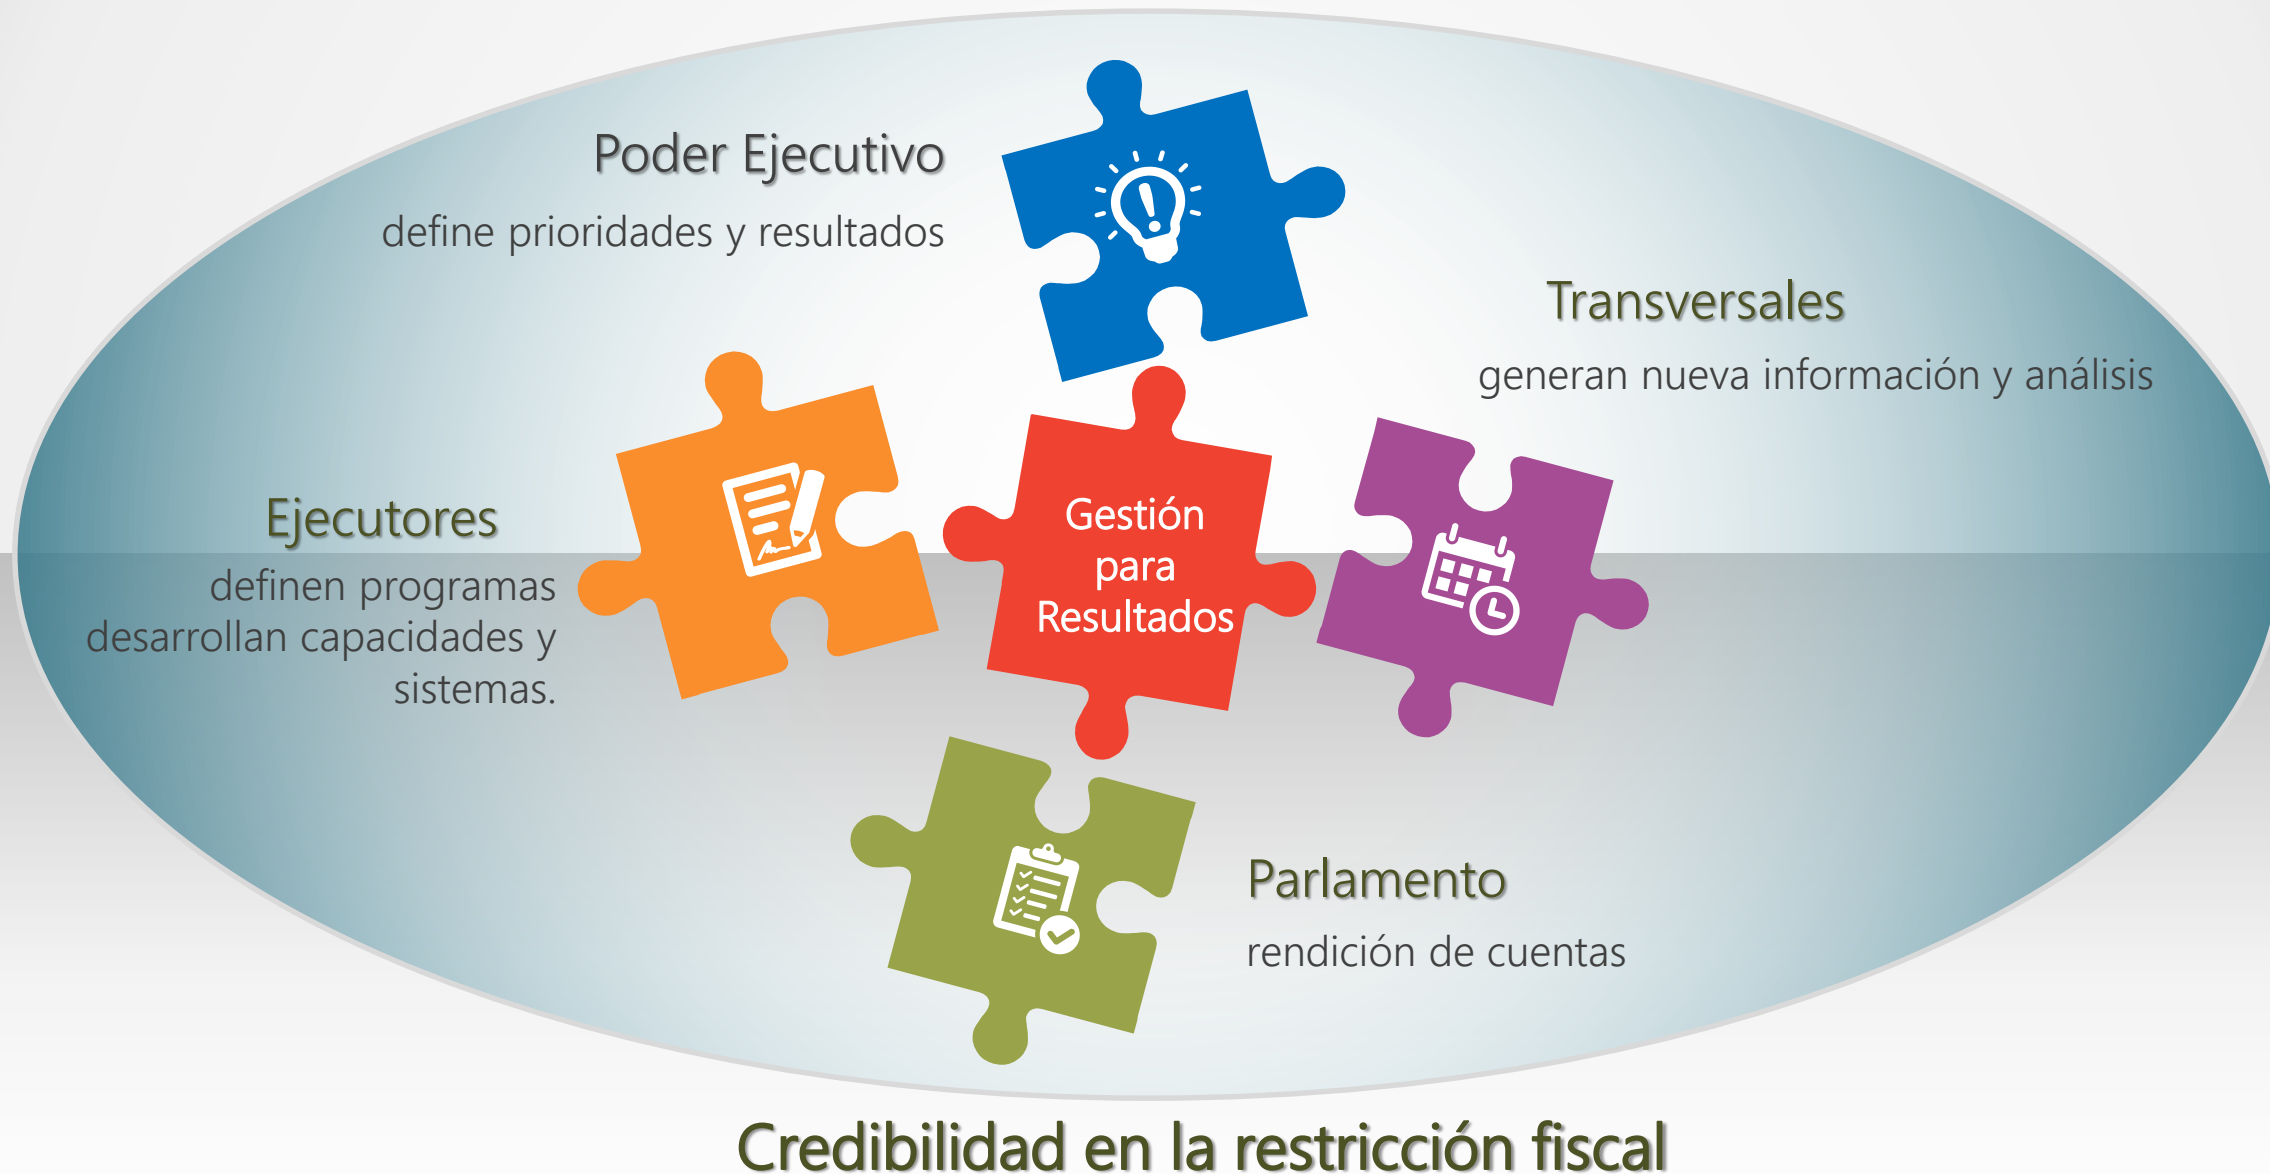 Poder Ejecutivo
define prioridades y resultados
Transversales
generan nueva información y análisis
Ejecutores
definen programas
desarrollan capacidades y
sistemas.
Gestión
para
Resultados
Parlamento
rendición de cuentas
Credibilidad en la restricción fiscal